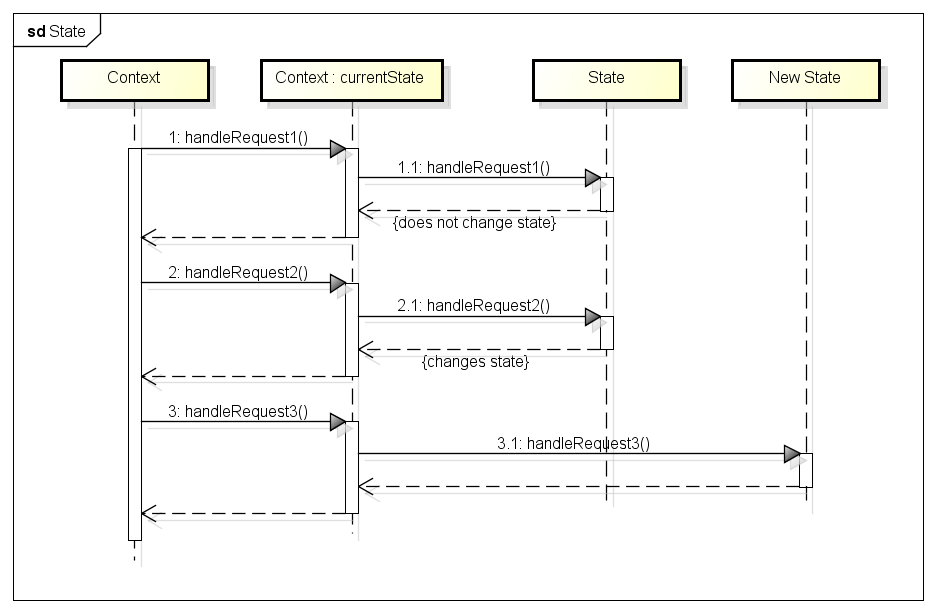 sd State
Context
Context : currentState
State
New State
1: handleRequest1()
1.1: handleRequest1()
{does not change state}
2: handleRequest2()
2.1: handleRequest2()
{changes state}
3: handleRequest3()
3.1: handleRequest3()